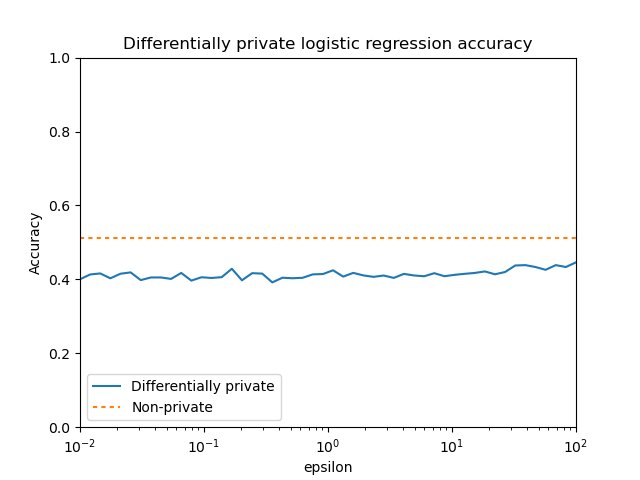 Differentially private logistic regression accuracy
1.0
0.8
0.6
0.4
0.2
0.0
Accuracy
Differentially private
Non-private
10⁻² 10⁻¹ 10⁰ 10¹ 10²
epsilon